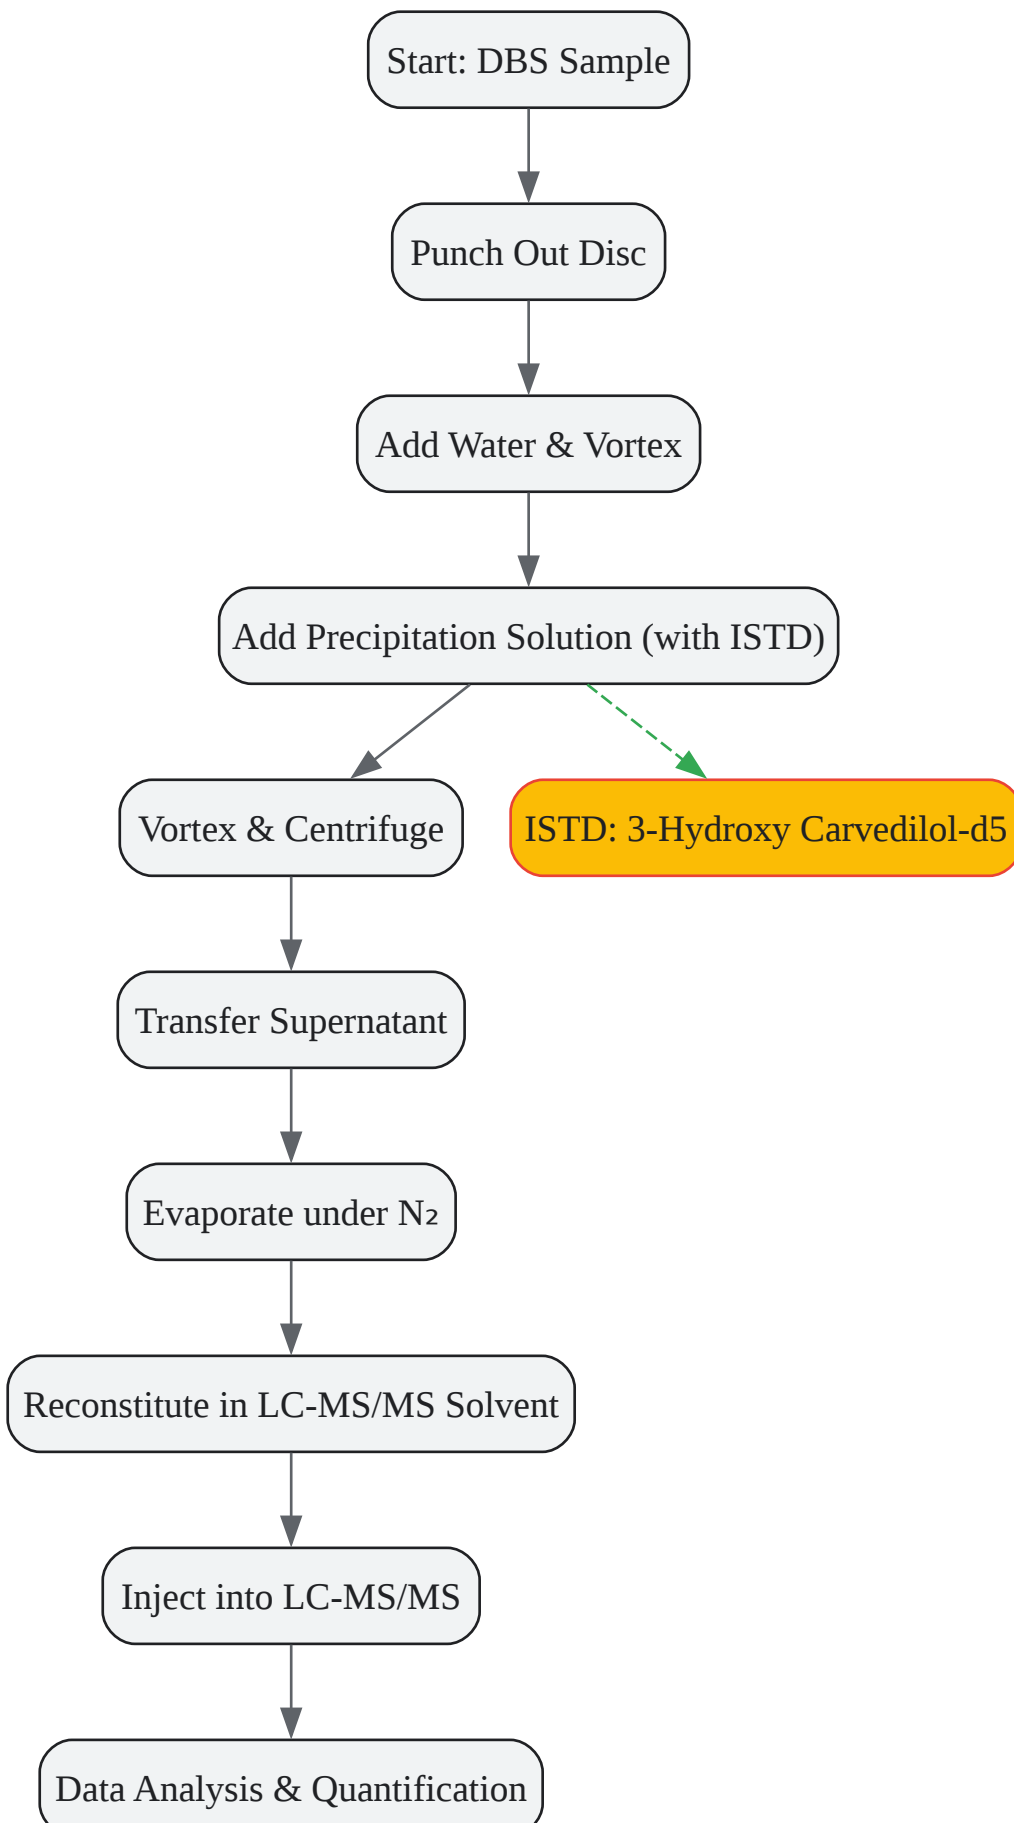 Start: DBS Sample
Punch Out Disc
Add Water & Vortex
Add Precipitation Solution (with ISTD)
Vortex & Centrifuge
ISTD: 3-Hydroxy Carvedilol-d5
Transfer Supernatant
Evaporate under N₂
Reconstitute in LC-MS/MS Solvent
Inject into LC-MS/MS
Data Analysis & Quantification